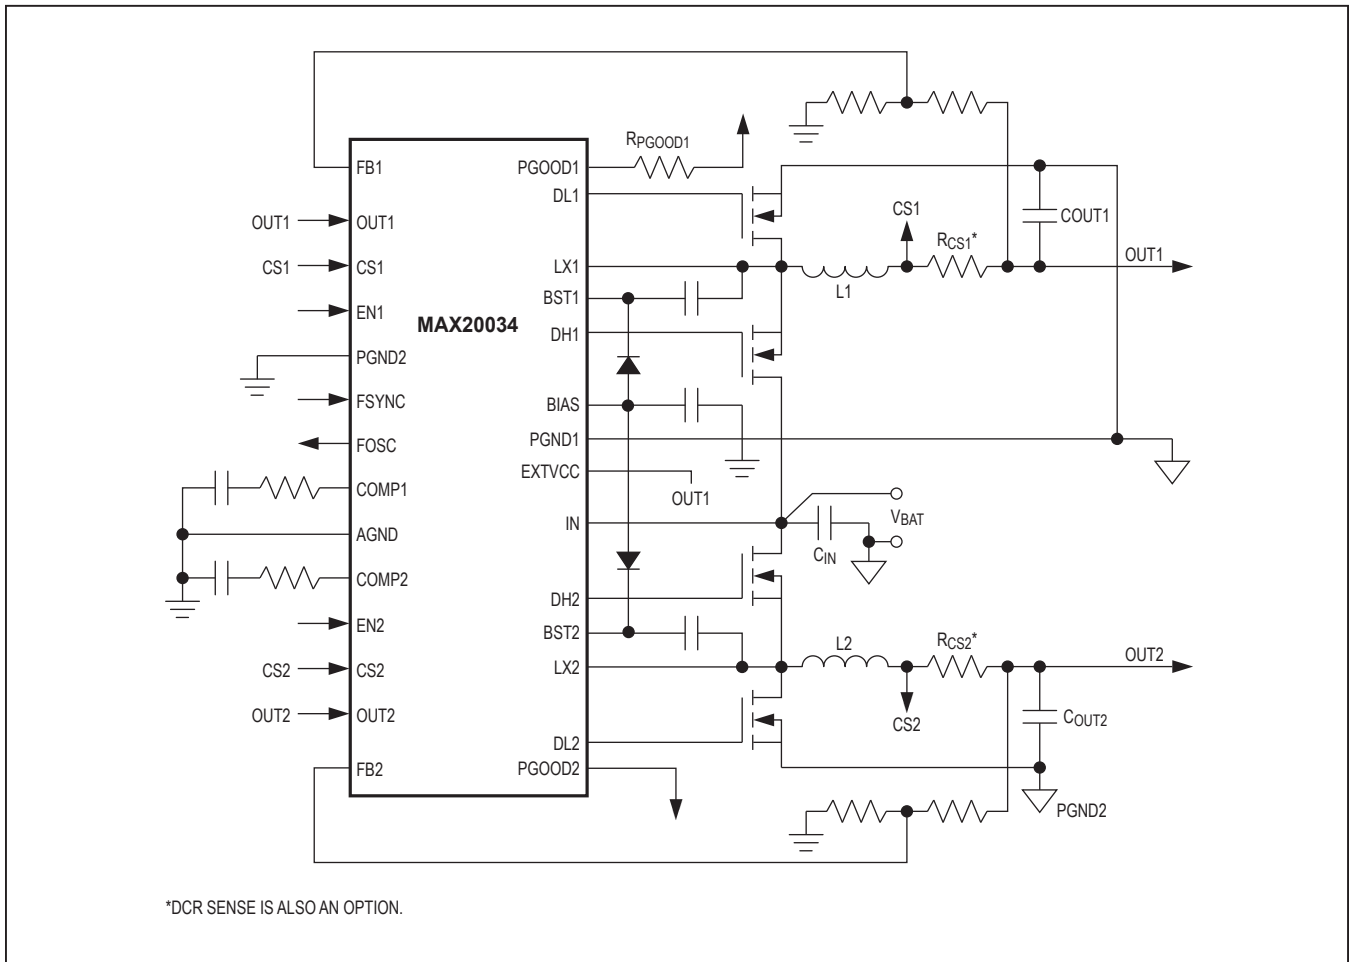 RPGOOD1
FB1
PGOOD1
DL1
OUT1
OUT1
CS1
COUT1
RCS1*
CS1
CS1
LX1
OUT1
L1
BST1
EN1
MAX20034
DH1
PGND2
FSYNC
BIAS
PGND1
FOSC
EXTVCC
COMP1
OUT1
VBAT
IN
AGND
CIN
COMP2
DH2
EN2
BST2
L2
RCS2*
OUT2
CS2
CS2
LX2
OUT2
OUT2
CS2
COUT2
DL2
FB2
PGOOD2
PGND2
*DCR SENSE IS ALSO AN OPTION.